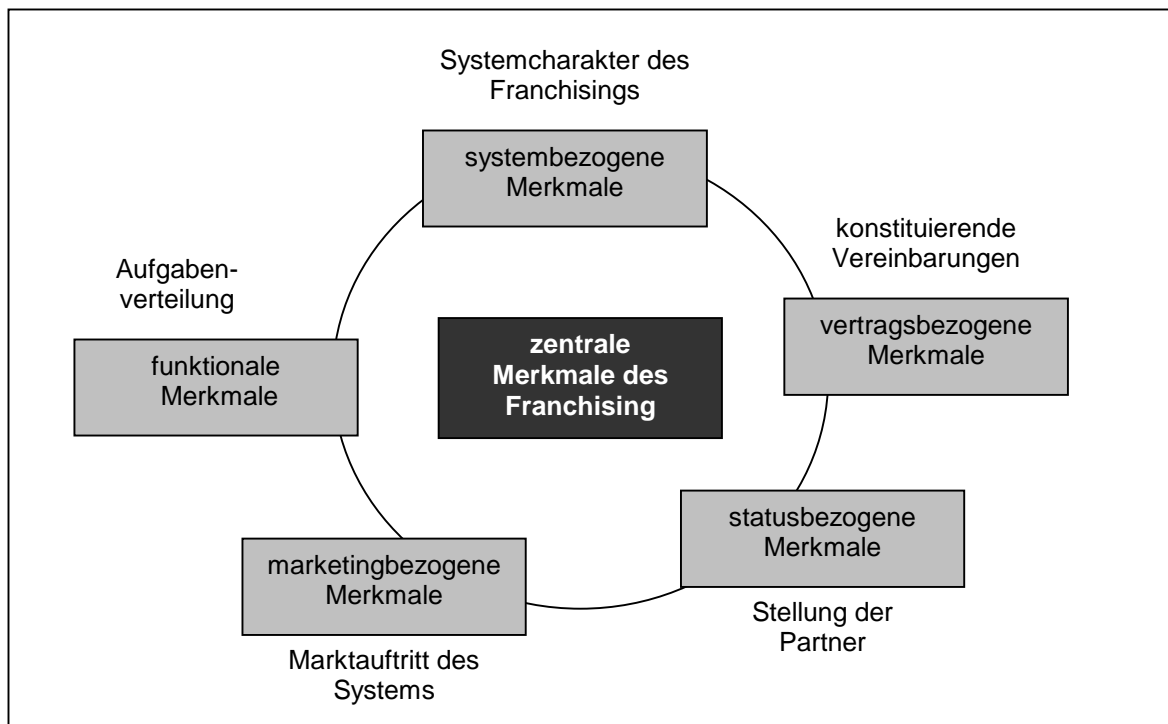 Systemcharakter des
Franchisings
systembezogene
Merkmale
konstituierende
Vereinbarungen
vertragsbezogene
Merkmale
Aufgaben-
verteilung
funktionale
Merkmale
zentrale
Merkmale des
Franchising
statusbezogene
Merkmale
Stellung der
Partner
marketingbezogene
Merkmale
Marktauftritt des
Systems